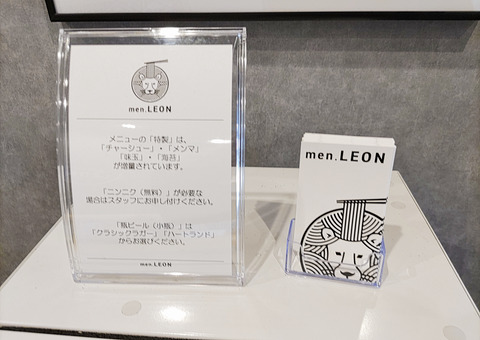 men.LEON
メニューの「特製」は、
「チャーシュー」・「メンマ」
「味玉」・「海苔」
が増量されています。
「ニンニク（無料）」が必要な
場合はスタッフにお申し付けください。
「瓶ビール（小瓶）」は
「クラシックラガー」「ハートランド」
からお選びください。
men.LEON
men.LEON